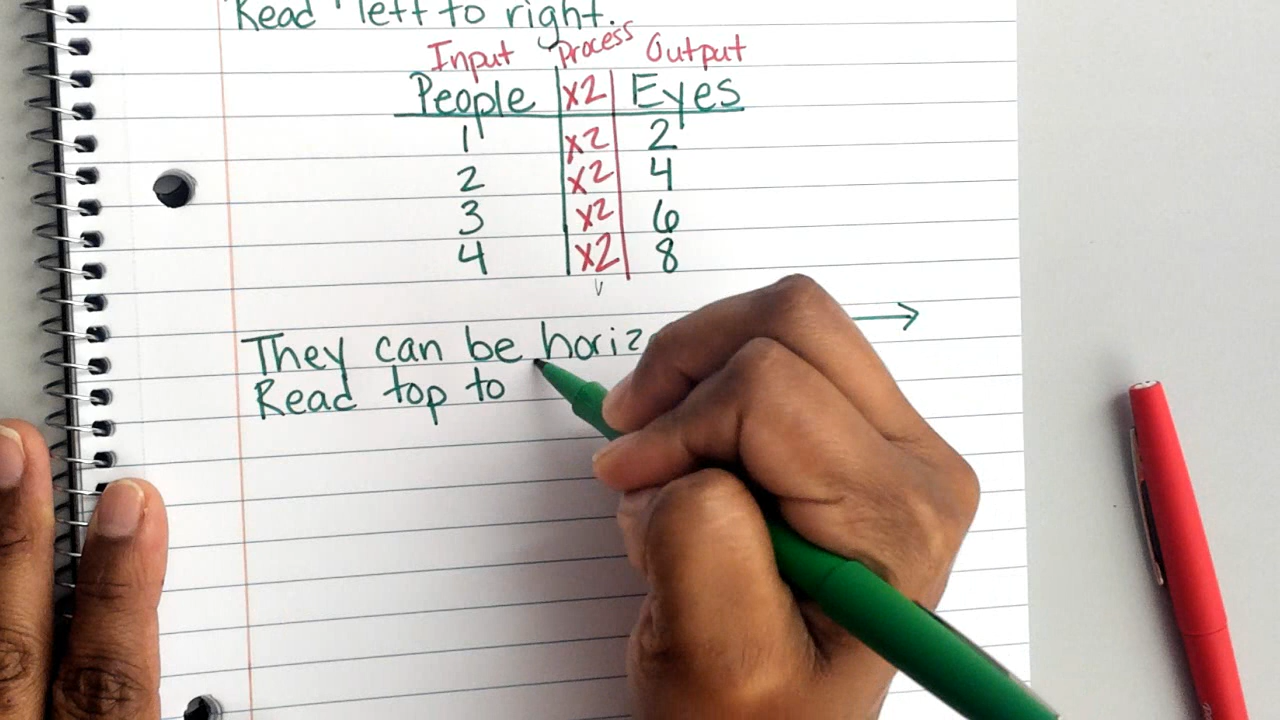 Read left to right.
Input Process Output
People x2 Eyes
1 x2 2
2 x2 4
3 x2 6
4 x2 8
They can be
Read top to